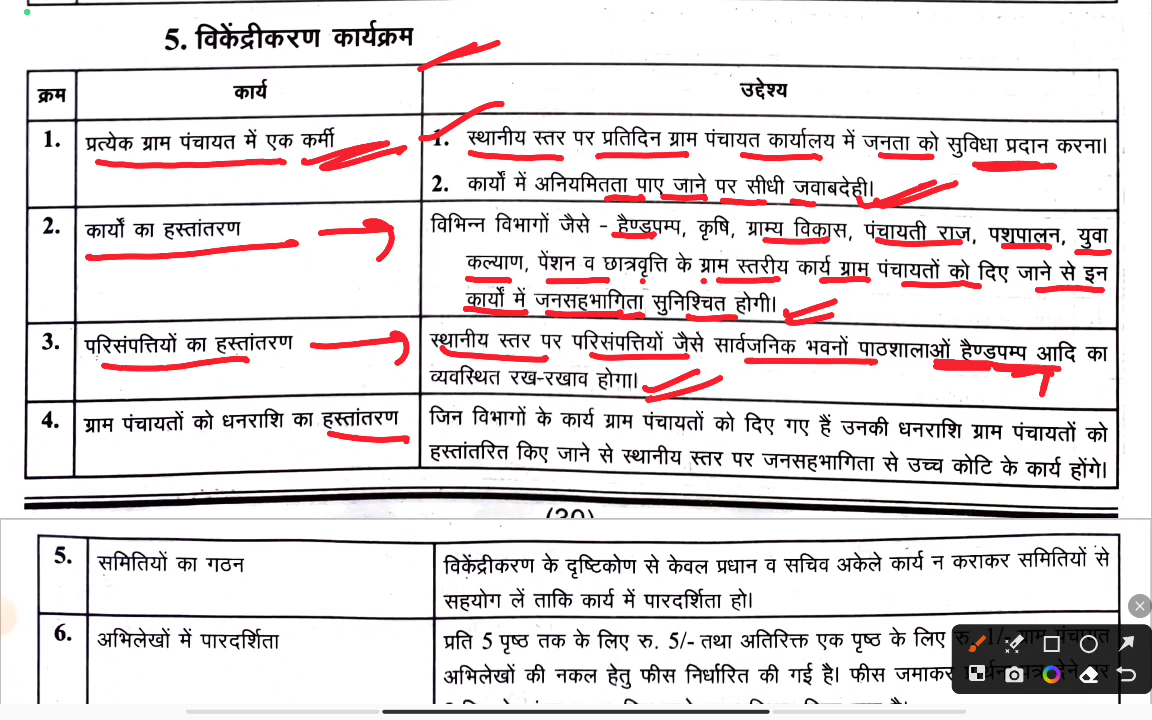 5. विकेंद्रीकरण कार्यक्रम
क्रम कार्य उद्देश्य
1. प्रत्येक ग्राम पंचायत में एक कर्मी 1. स्थानीय स्तर पर प्रतिदिन ग्राम पंचायत कार्यालय में जनता को सुविधा प्रदान करना।
2. कार्यों में अनियमितता पाए जाने पर सीधी जवाबदेही।
2. कार्यों का हस्तांतरण विभिन्न विभागों जैसे - हैण्डपम्प, कृषि, ग्राम्य विकास, पंचायती राज, पशुपालन, युवा
कल्याण, पेंशन व छात्रवृत्ति के ग्राम स्तरीय कार्य ग्राम पंचायतों को दिए जाने से इन
कार्यों में जनसहभागिता सुनिश्चित होगी।
3. परिसंपत्तियों का हस्तांतरण स्थानीय स्तर पर परिसंपत्तियों जैसे सार्वजनिक भवनों पाठशालाओं हैण्डपम्प आदि का
व्यवस्थित रख-रखाव होगा।
4. ग्राम पंचायतों को धनराशि का हस्तांतरण जिन विभागों के कार्य ग्राम पंचायतों को दिए गए हैं उनकी धनराशि ग्राम पंचायतों को
हस्तांतरित किए जाने से स्थानीय स्तर पर जनसहभागिता से उच्च कोटि के कार्य होंगे।
5. समितियों का गठन विकेंद्रीकरण के दृष्टिकोण से केवल प्रधान व सचिव अकेले कार्य न कराकर समितियों से
सहयोग लें ताकि कार्य में पारदर्शिता हो।
6. अभिलेखों में पारदर्शिता प्रति 5 पृष्ठ तक के लिए रु. 5/- तथा अतिरिक्त एक पृष्ठ के लिए रु. 1/- ग्राम पंचायत
अभिलेखों की नकल हेतु फीस निर्धारित की गई है। फीस जमाकर